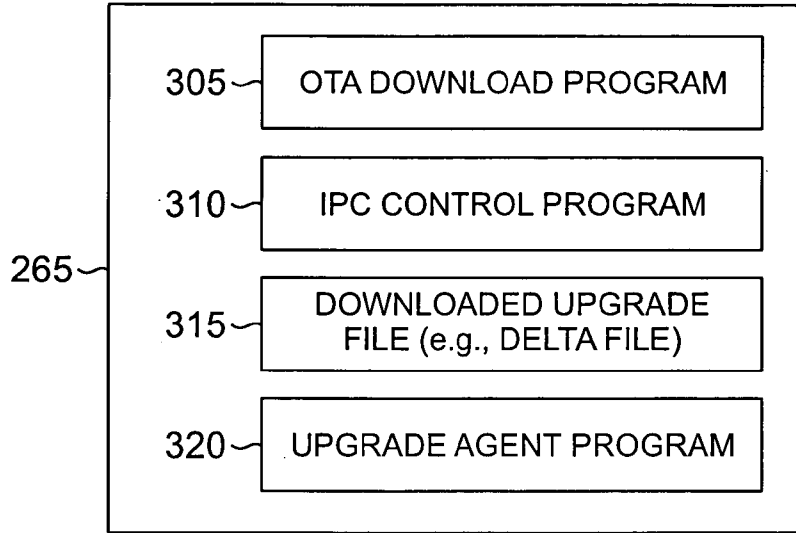 305
OTA DOWNLOAD PROGRAM
310
IPC CONTROL PROGRAM
265
315
DOWNLOADED UPGRADE
FILE (e.g., DELTA FILE)
320
UPGRADE AGENT PROGRAM